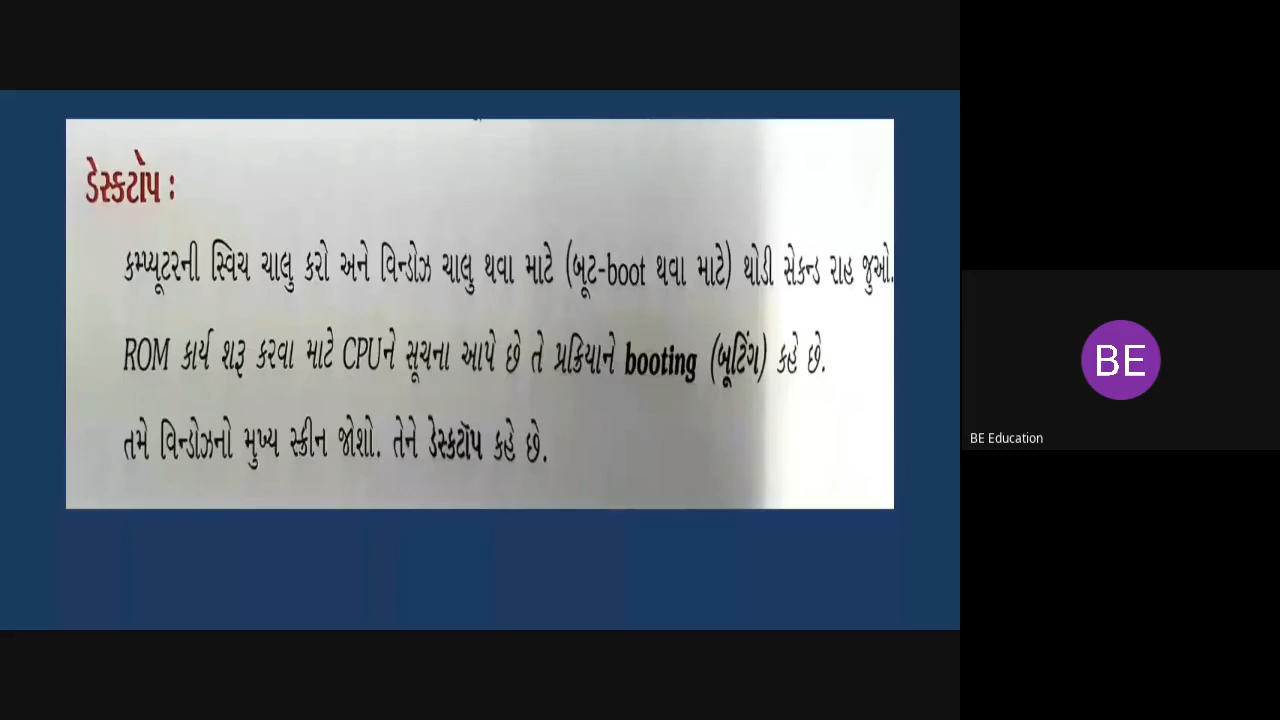 ડેસ્કટૉપ :
કમ્પ્યૂટરની સ્વિચ ચાલુ કરો અને વિન્ડોઝ ચાલુ થવા માટે (બૂટ-boot થવા માટે) થોડી સેકન્ડ રાહ જુઓ.
ROM કાર્ય શરૂ કરવા માટે CPUને સૂચના આપે છે તે પ્રક્રિયાને booting (બૂટિંગ) કહે છે.
તમે વિન્ડોઝનો મુખ્ય સ્ક્રીન જોશો. તેને ડેસ્કટૉપ કહે છે.
BE
BE Education